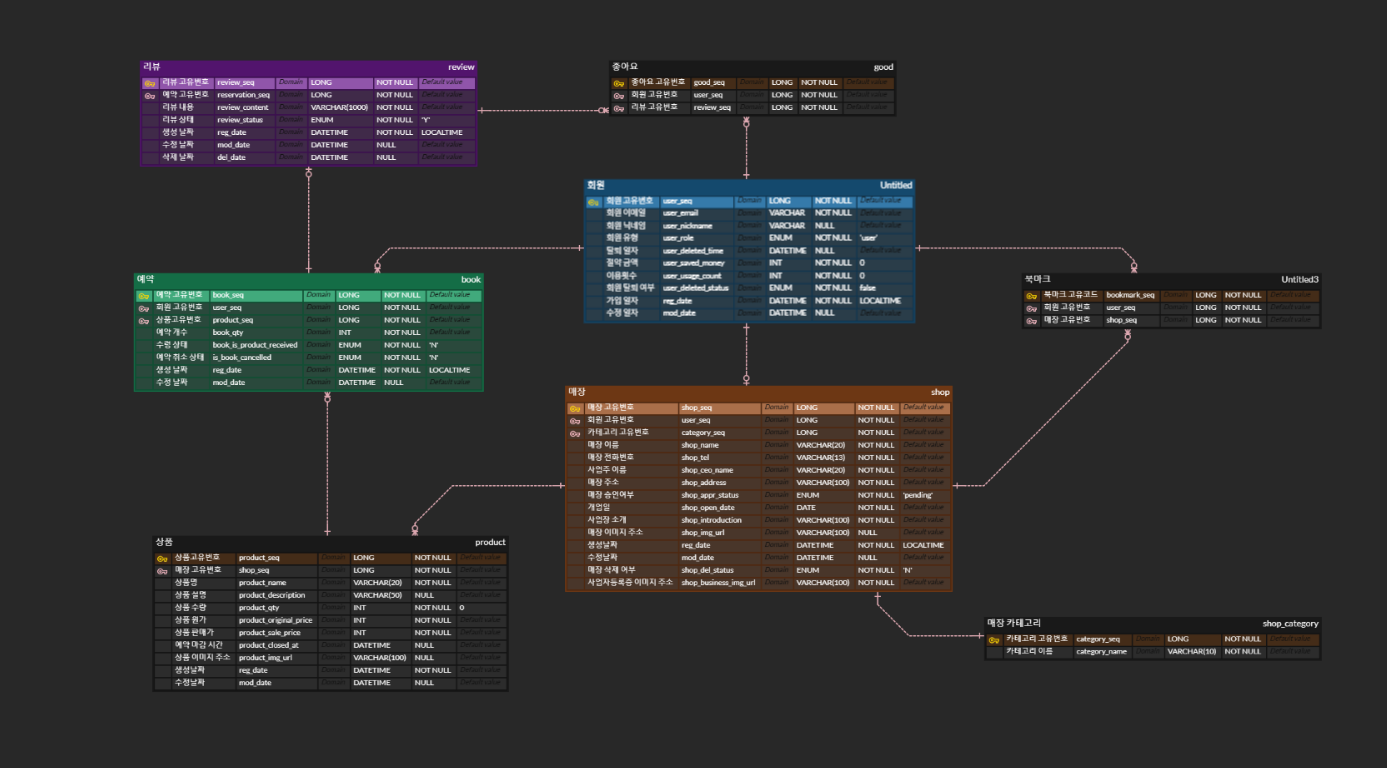 리뷰 review
리뷰 고유번호 review_seq Domain LONG NOT NULL Default value
예약 고유번호 reservation_seq Domain LONG NOT NULL Default value
리뷰 내용 review_content Domain VARCHAR(1000) NOT NULL Default value
리뷰 상태 review_status Domain ENUM NOT NULL 'Y'
생성 날짜 reg_date Domain DATETIME NOT NULL LOCALTIME
수정 날짜 mod_date Domain DATETIME NULL Default value
삭제 날짜 del_date Domain DATETIME NULL Default value
좋아요 good
좋아요 고유번호 good_seq Domain LONG NOT NULL Default value
회원 고유번호 user_seq Domain LONG NOT NULL Default value
리뷰 고유번호 review_seq Domain LONG NOT NULL Default value
회원 Untitled
회원 고유번호 user_seq Domain LONG NOT NULL Default value
회원 이메일 user_email Domain VARCHAR NOT NULL Default value
회원 닉네임 user_nickname Domain VARCHAR NULL Default value
회원 유형 user_role Domain ENUM NOT NULL 'user'
탈퇴 일자 user_deleted_time Domain DATETIME NULL Default value
절약 금액 user_saved_money Domain INT NOT NULL 0
이용횟수 user_usage_count Domain INT NOT NULL 0
회원 탈퇴 여부 user_deleted_status Domain ENUM NOT NULL false
가입 일자 reg_date Domain DATETIME NOT NULL LOCALTIME
수정 일자 mod_date Domain DATETIME NULL Default value
예약 book
예약 고유번호 book_seq Domain LONG NOT NULL Default value
회원 고유번호 user_seq Domain LONG NOT NULL Default value
상품고유번호 product_seq Domain LONG NOT NULL Default value
예약 개수 book_qty Domain INT NOT NULL Default value
수령 상태 book_is_product_received Domain ENUM NOT NULL 'N'
예약 취소 상태 is_book_cancelled Domain ENUM NOT NULL 'N'
생성 날짜 reg_date Domain DATETIME NOT NULL LOCALTIME
수정 날짜 mod_date Domain DATETIME NULL Default value
북마크 Untitled3
북마크 고유코드 bookmark_seq Domain LONG NOT NULL Default value
회원 고유번호 user_seq Domain LONG NOT NULL Default value
매장 고유번호 shop_seq Domain LONG NOT NULL Default value
매장 shop
매장 고유번호 shop_seq Domain LONG NOT NULL Default value
회원 고유번호 user_seq Domain LONG NOT NULL Default value
카테고리 고유번호 category_seq Domain LONG NOT NULL Default value
매장 이름 shop_name Domain VARCHAR(20) NOT NULL Default value
매장 전화번호 shop_tel Domain VARCHAR(13) NOT NULL Default value
사업주 이름 shop_ceo_name Domain VARCHAR(20) NOT NULL Default value
매장 주소 shop_address Domain VARCHAR(100) NOT NULL Default value
매장 승인여부 shop_appr_status Domain ENUM NOT NULL 'pending'
개업일 shop_open_date Domain DATE NOT NULL Default value
사업장 소개 shop_introduction Domain VARCHAR(100) NOT NULL Default value
매장 이미지 주소 shop_img_url Domain VARCHAR(100) NULL Default value
생성날짜 reg_date Domain DATETIME NOT NULL LOCALTIME
수정날짜 mod_date Domain DATETIME NULL Default value
매장 삭제 여부 shop_del_status Domain ENUM NOT NULL 'N'
사업자등록증 이미지 주소 shop_business_img_url Domain VARCHAR(100) NOT NULL Default value
상품 product
상품고유번호 product_seq Domain LONG NOT NULL Default value
매장 고유번호 shop_seq Domain LONG NOT NULL Default value
상품명 product_name Domain VARCHAR(20) NOT NULL Default value
상품 설명 product_description Domain VARCHAR(50) NULL Default value
상품 수량 product_qty Domain INT NOT NULL 0
상품 원가 product_original_price Domain INT NOT NULL Default value
상품 판매가 product_sale_price Domain INT NOT NULL Default value
예약 마감 시간 product_closed_at Domain DATETIME NULL Default value
상품 이미지 주소 product_img_url Domain VARCHAR(100) NULL Default value
생성날짜 reg_date Domain DATETIME NOT NULL Default value
수정날짜 mod_date Domain DATETIME NULL Default value
매장 카테고리 shop_category
카테고리 고유번호 category_seq Domain LONG NOT NULL Default value
카테고리 이름 category_name Domain VARCHAR(10) NOT NULL Default value